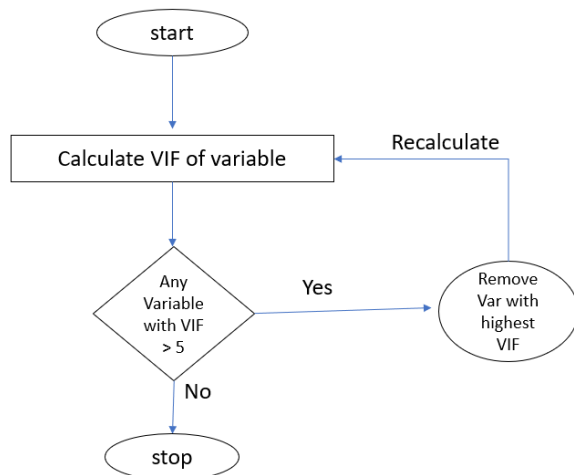 start
Calculate VIF of variable
Recalculate
Any
Variable
with VIF
> 5
Yes
Remove
Var with
highest
VIF
No
stop